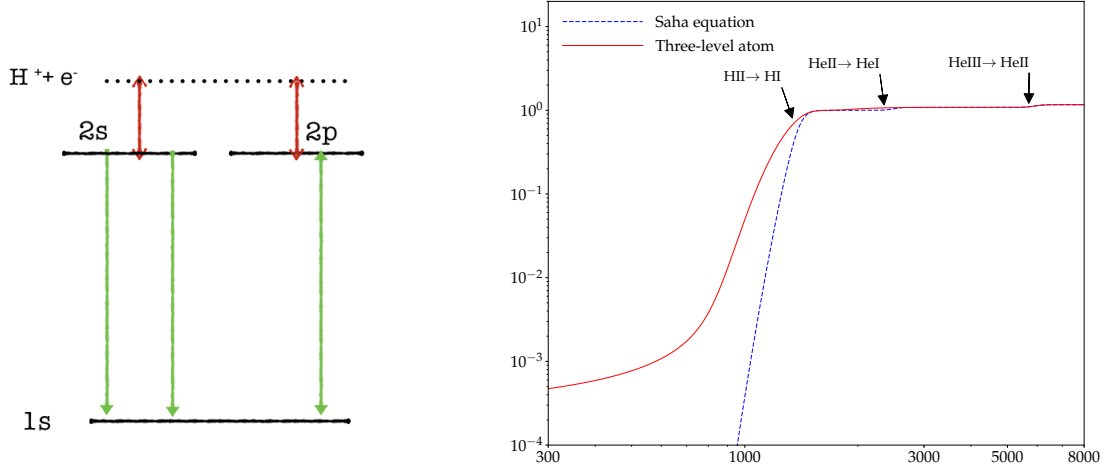 H⁺+ e⁻
2s
2p
1s
Saha equation
Three-level atom
HII→ HI
HeII→ HeI
HeIII→ HeII
10¹
10⁰
10⁻¹
10⁻²
10⁻³
10⁻⁴
300
1000
3000
5000
8000